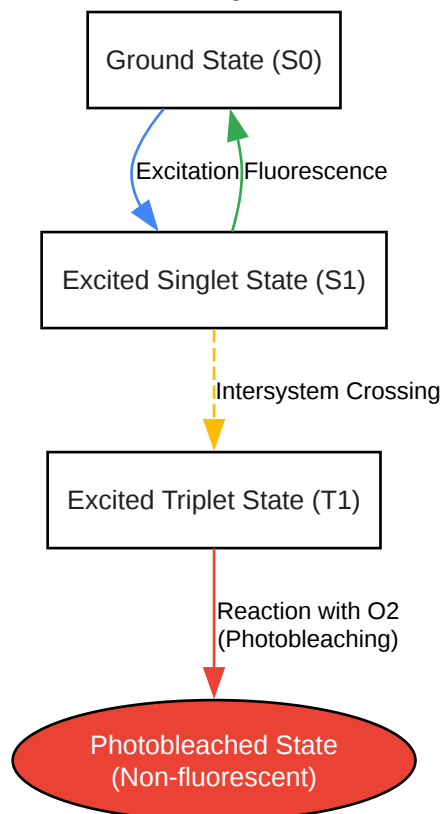 Ground State (S0)
Excitation
Fluorescence
Excited Singlet State (S1)
Intersystem Crossing
Excited Triplet State (T1)
Reaction with O2
(Photobleaching)
Photobleached State
(Non-fluorescent)